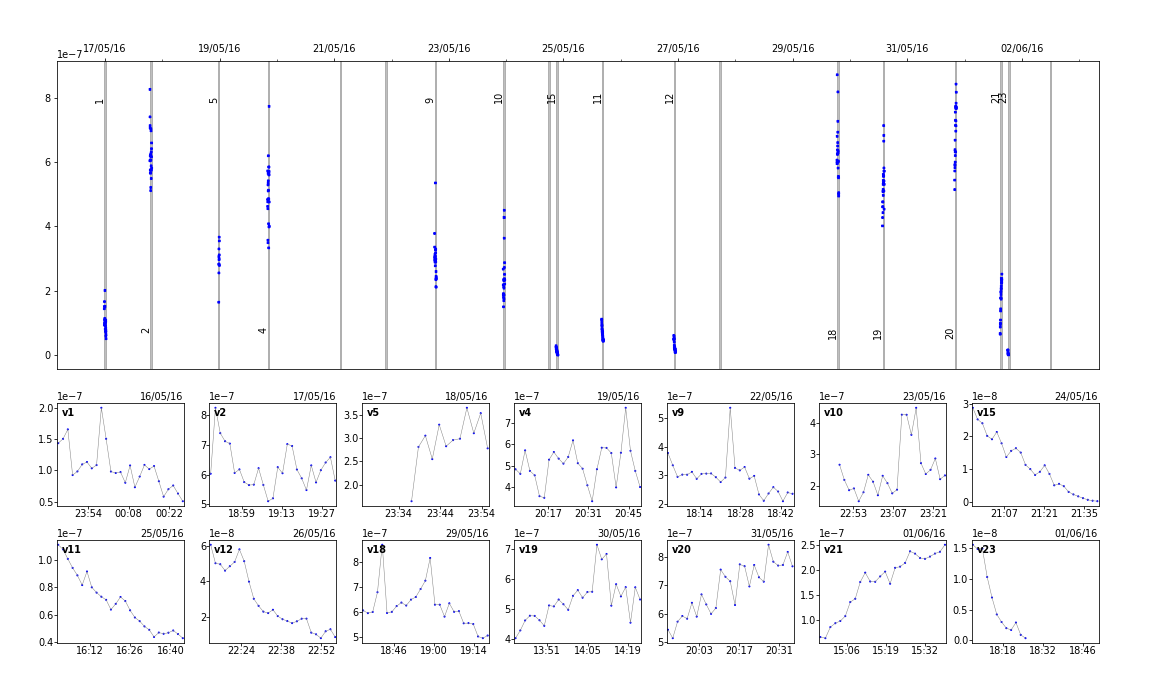 17/05/16 19/05/16 21/05/16 23/05/16 25/05/16 27/05/16 29/05/16 31/05/16 02/06/16
1e-7
8
6
4
2
0
1 2 5 4 9 10 15 11 12 18 19 20 21 23
1e-7 16/05/16
v1
2.0
1.5
1.0
0.5
23:54 00:08 00:22
1e-7 17/05/16
v2
8
7
6
5
18:59 19:13 19:27
1e-7 18/05/16
v5
3.5
3.0
2.5
2.0
23:34 23:44 23:54
1e-7 19/05/16
v4
7
6
5
4
20:17 20:31 20:45
1e-7 22/05/16
v9
5
4
3
2
18:14 18:28 18:42
1e-7 23/05/16
v10
4
2
22:53 23:07 23:21
1e-8 24/05/16
v15
3
2
1
0
21:07 21:21 21:35
1e-7 25/05/16
v11
1.0
0.8
0.6
0.4
16:12 16:26 16:40
1e-8 26/05/16
v12
6
4
2
22:24 22:38 22:52
1e-7 29/05/16
v18
8
7
6
5
18:46 19:00 19:14
1e-7 30/05/16
v19
7
6
5
4
13:51 14:05 14:19
1e-7 31/05/16
v20
8
7
6
5
20:03 20:17 20:31
1e-7 01/06/16
v21
2.5
2.0
1.5
1.0
15:06 15:19 15:32
1e-8 01/06/16
v23
1.5
1.0
0.5
0.0
18:18 18:32 18:46